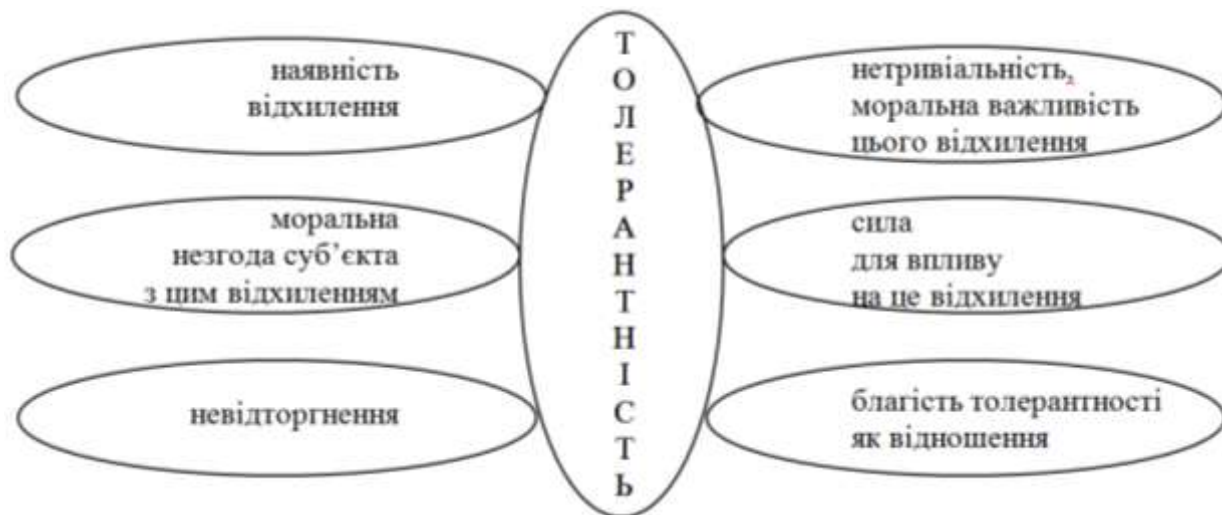 наявність
відхилення
моральна
незгода суб’єкта
з цим відхиленням
невідторгнення
Т
О
Л
Е
Р
А
Н
Т
Н
І
С
Т
Ь
нетривіальність,
моральна важливість
цього відхилення
сила
для впливу
на це відхилення
благість толерантності
як відношення